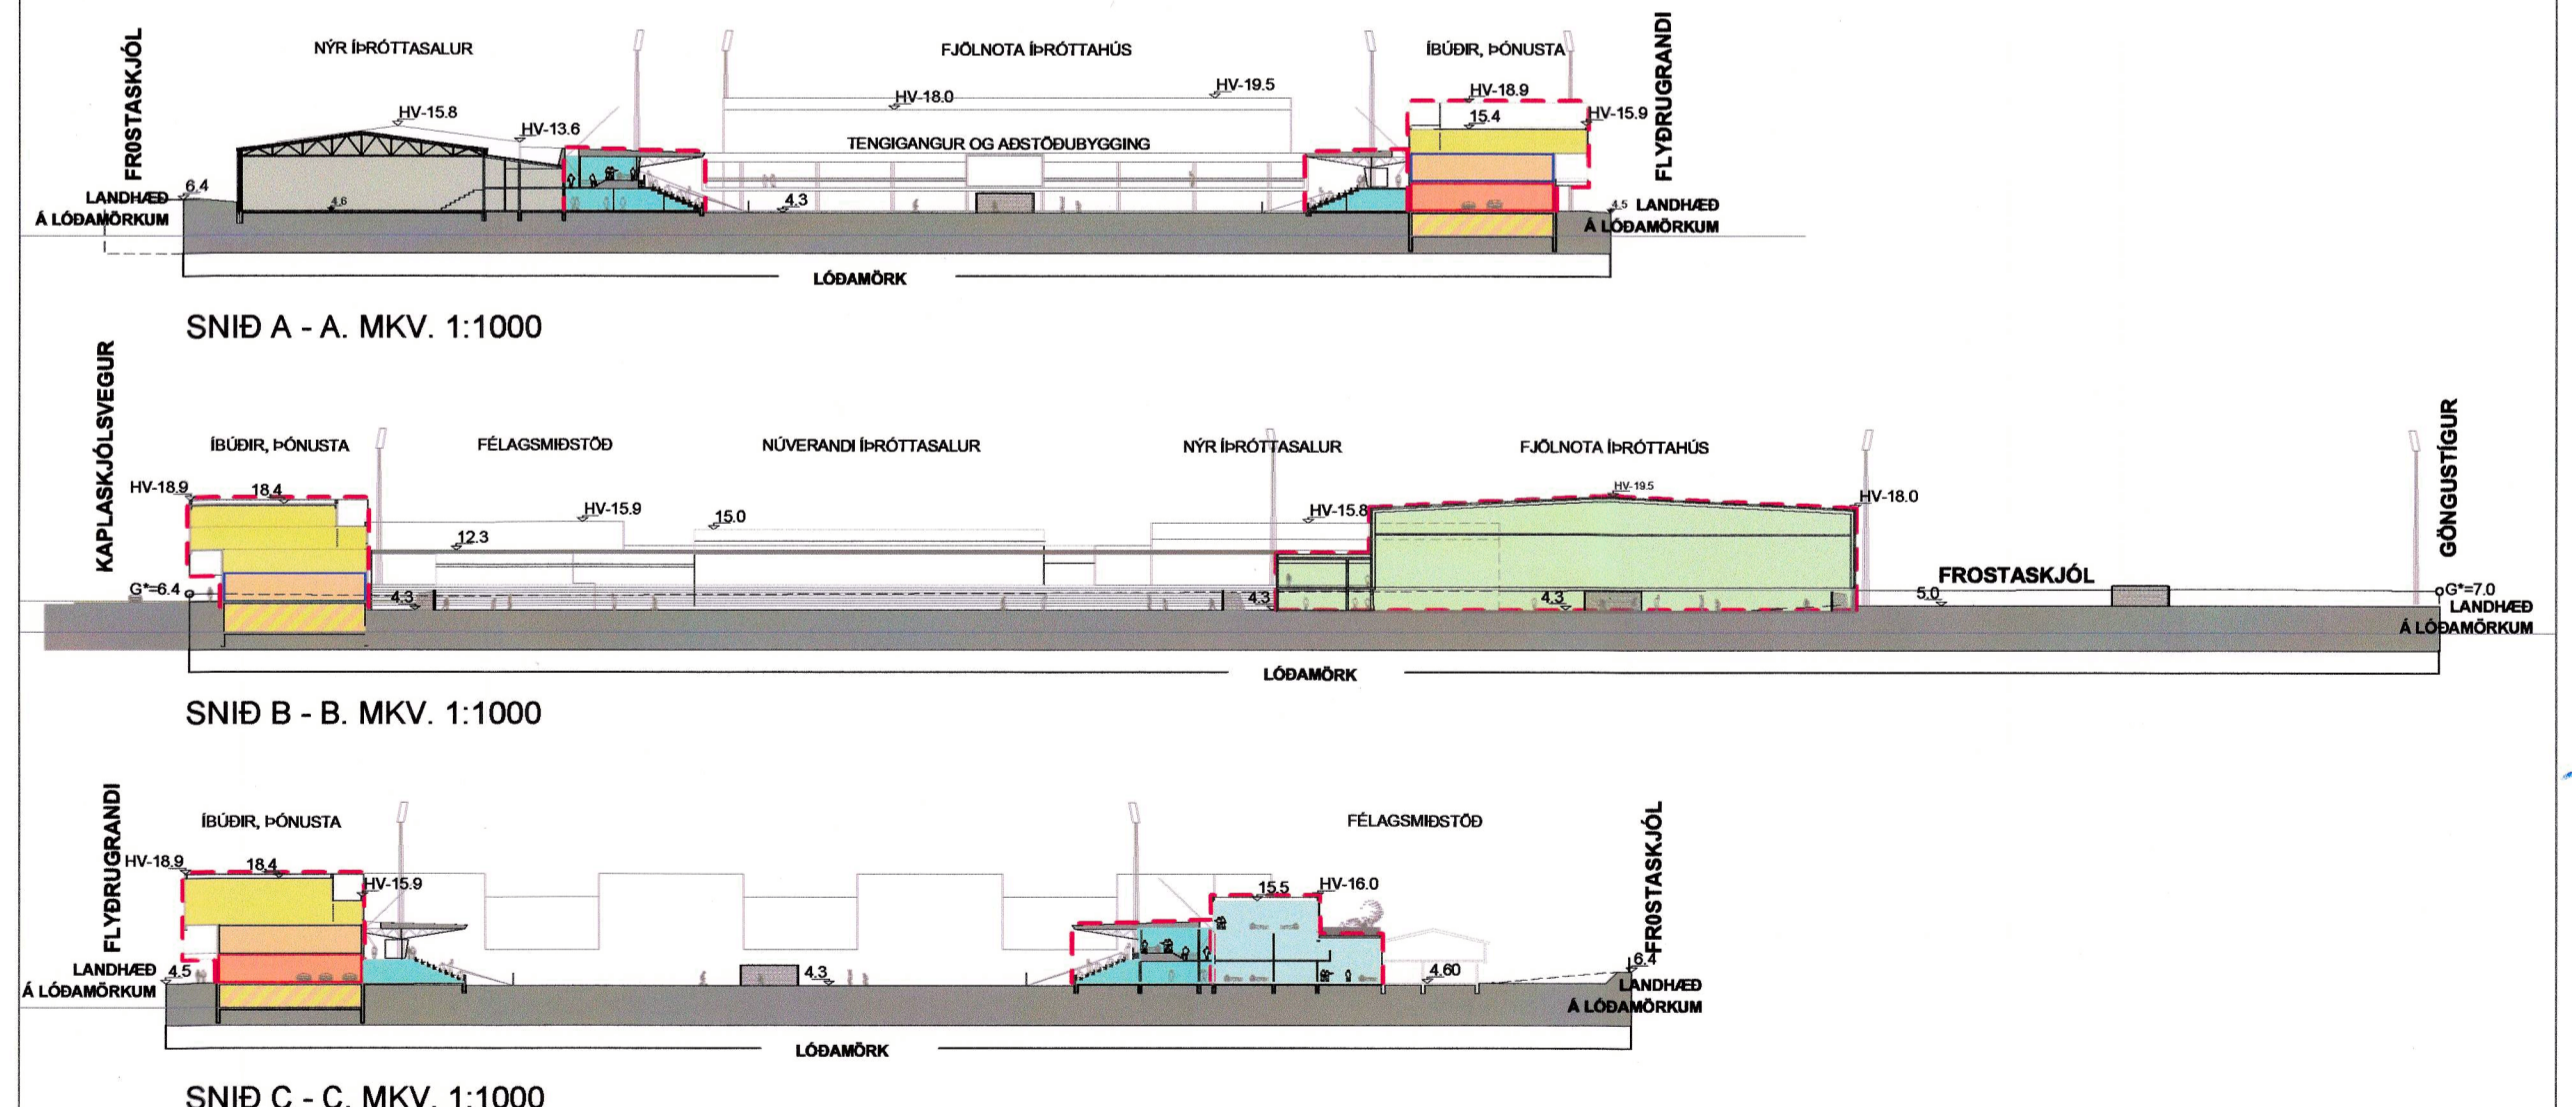 FROSTASKJÓL
NÝR ÍÞRÓTTASALUR
FJÖLNOTA ÍÞRÓTTAHÚS
ÍBÚÐIR, ÞÓNUSTA
FLYÐRUGRANDI
HV-15.8
HV-13.6
HV-18.0
HV-19.5
HV-18.9
15.4
HV-15.9
TENGIGANGUR OG AÐSTÖÐUBYGGING
6.4
LANDHÆÐ
Á LÓÐAMÖRKUM
4.6
4.3
4.5 LANDHÆÐ
Á LÓÐAMÖRKUM
LÓÐAMÖRK
SNIÐ A - A. MKV. 1:1000
KAPLASKJÓLSVEGUR
ÍBÚÐIR, ÞÓNUSTA
FÉLAGSMIÐSTÖÐ
NÚVERANDI ÍÞRÓTTASALUR
NÝR ÍÞRÓTTASALUR
FJÖLNOTA ÍÞRÓTTAHÚS
GÖNGUSTÍGUR
HV-18.9
18.4
HV-15.9
12.3
15.0
HV-15.8
HV-19.5
HV-18.0
G*=6.4
4.3
4.3
4.3
FROSTASKJÓL
5.0
G*=7.0
LANDHÆÐ
Á LÓÐAMÖRKUM
LÓÐAMÖRK
SNIÐ B - B. MKV. 1:1000
FLYÐRUGRANDI
ÍBÚÐIR, ÞÓNUSTA
FÉLAGSMIÐSTÖÐ
FROSTASKJÓL
HV-18.9
18.4
HV-15.9
15.5
HV-16.0
LANDHÆÐ
4.5
Á LÓÐAMÖRKUM
4.3
4.60
6.4
LANDHÆÐ
Á LÓÐAMÖRKUM
LÓÐAMÖRK
SNIÐ C - C. MKV. 1:1000